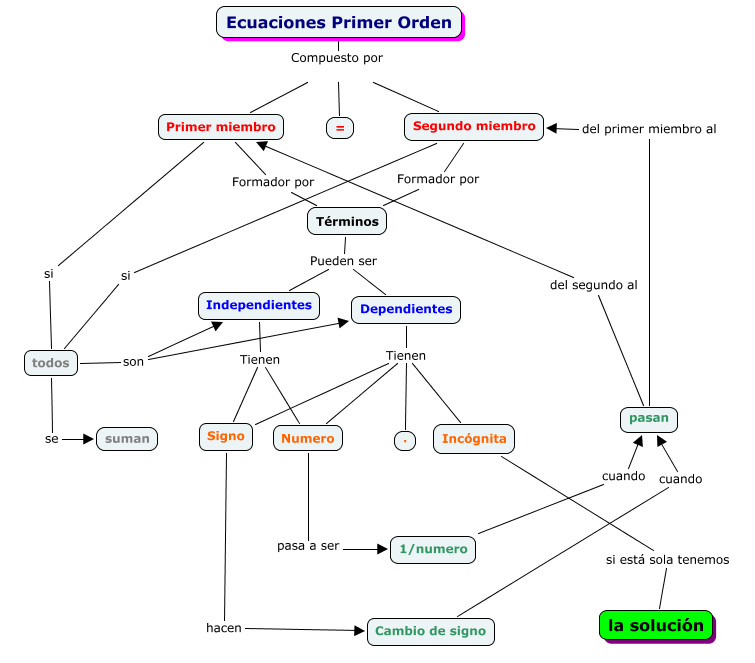 Ecuaciones Primer Orden
Compuesto por
Primer miembro
=
Segundo miembro
del primer miembro al
Formador por
Formador por
Términos
si
si
Pueden ser
del segundo al
Independientes
Dependientes
todos
son
Tienen
Tienen
pasan
se
suman
Signo
Numero
.
Incógnita
cuando
cuando
pasa a ser
1/numero
si está sola tenemos
hacen
Cambio de signo
la solución